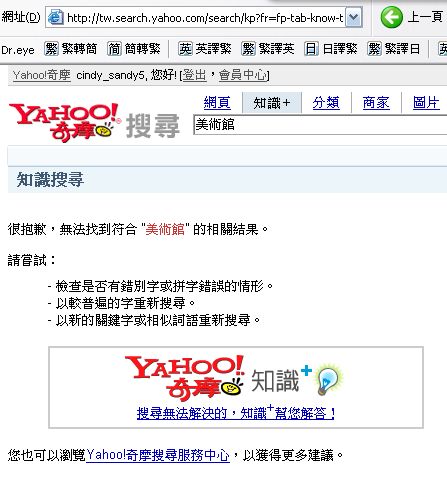 網址(D) http://tw.search.yahoo.com/search/kp?fr=fp-tab-know-t 上一頁
Dr.eye 繁 繁轉簡 簡 簡轉繁 英 英譯繁 繁 繁譯英 日 日譯繁 繁 繁譯日
Yahoo!奇摩 cindy_sandy5, 您好! [登出，會員中心]
YAHOO! 奇摩 搜尋
網頁 知識+ 分類 商家 圖片
美術館
知識搜尋
很抱歉，無法找到符合 "美術館" 的相關結果。
請嘗試：
- 檢查是否有錯別字或拼字錯誤的情形。
- 以較普遍的字重新搜尋。
- 以新的關鍵字或相似詞語重新搜尋。
YAHOO! 奇摩 知識+
搜尋無法解決的，知識+幫您解答！
您也可以瀏覽Yahoo!奇摩搜尋服務中心，以獲得更多建議。